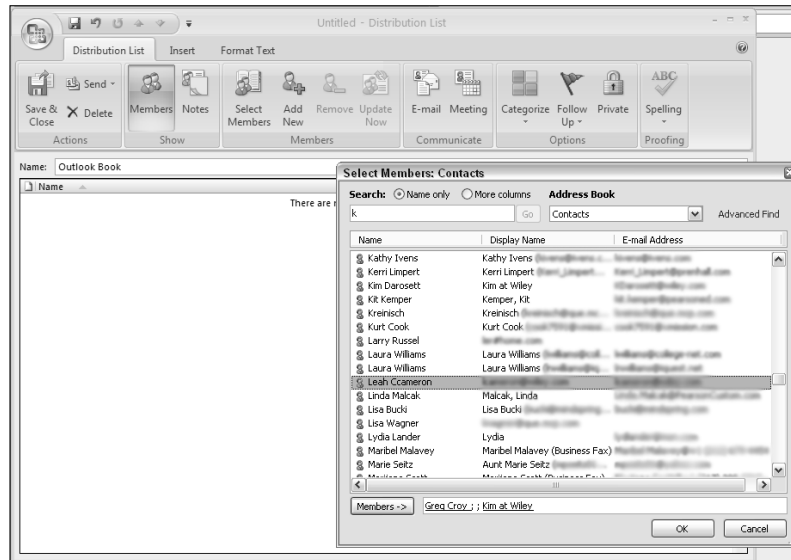 Untitled - Distribution List
Distribution List Insert Format Text
Save & Close
Send
Delete
Members
Notes
Select Members
Add New
Remove
Update Now
E-mail
Meeting
Categorize
Follow Up
Private
ABC
Spelling
Actions Show Members Communicate Options Proofing
Name: Outlook Book
Name
There are
Select Members: Contacts
Search: Name only More columns Address Book
k Go Contacts Advanced Find
Name Display Name E-mail Address
Kathy Ivens Kathy Ivens
Kerri Limpert Kerri Limpert
Kim Darosett Kim at Wiley
Kit Kemper Kemper, Kit
Kreinisch Kreinisch
Kurt Cook Kurt Cook
Larry Russel
Laura Williams Laura Williams
Laura Williams Laura Williams
Leah Ccameron
Linda Malcak Malcak, Linda
Lisa Bucki Lisa Bucki
Lisa Wagner
Lydia Lander Lydia
Maribel Malavey Maribel Malavey (Business Fax)
Marie Seitz Aunt Marie Seitz
Members -> Greg Croy ; ; Kim at Wiley
OK Cancel